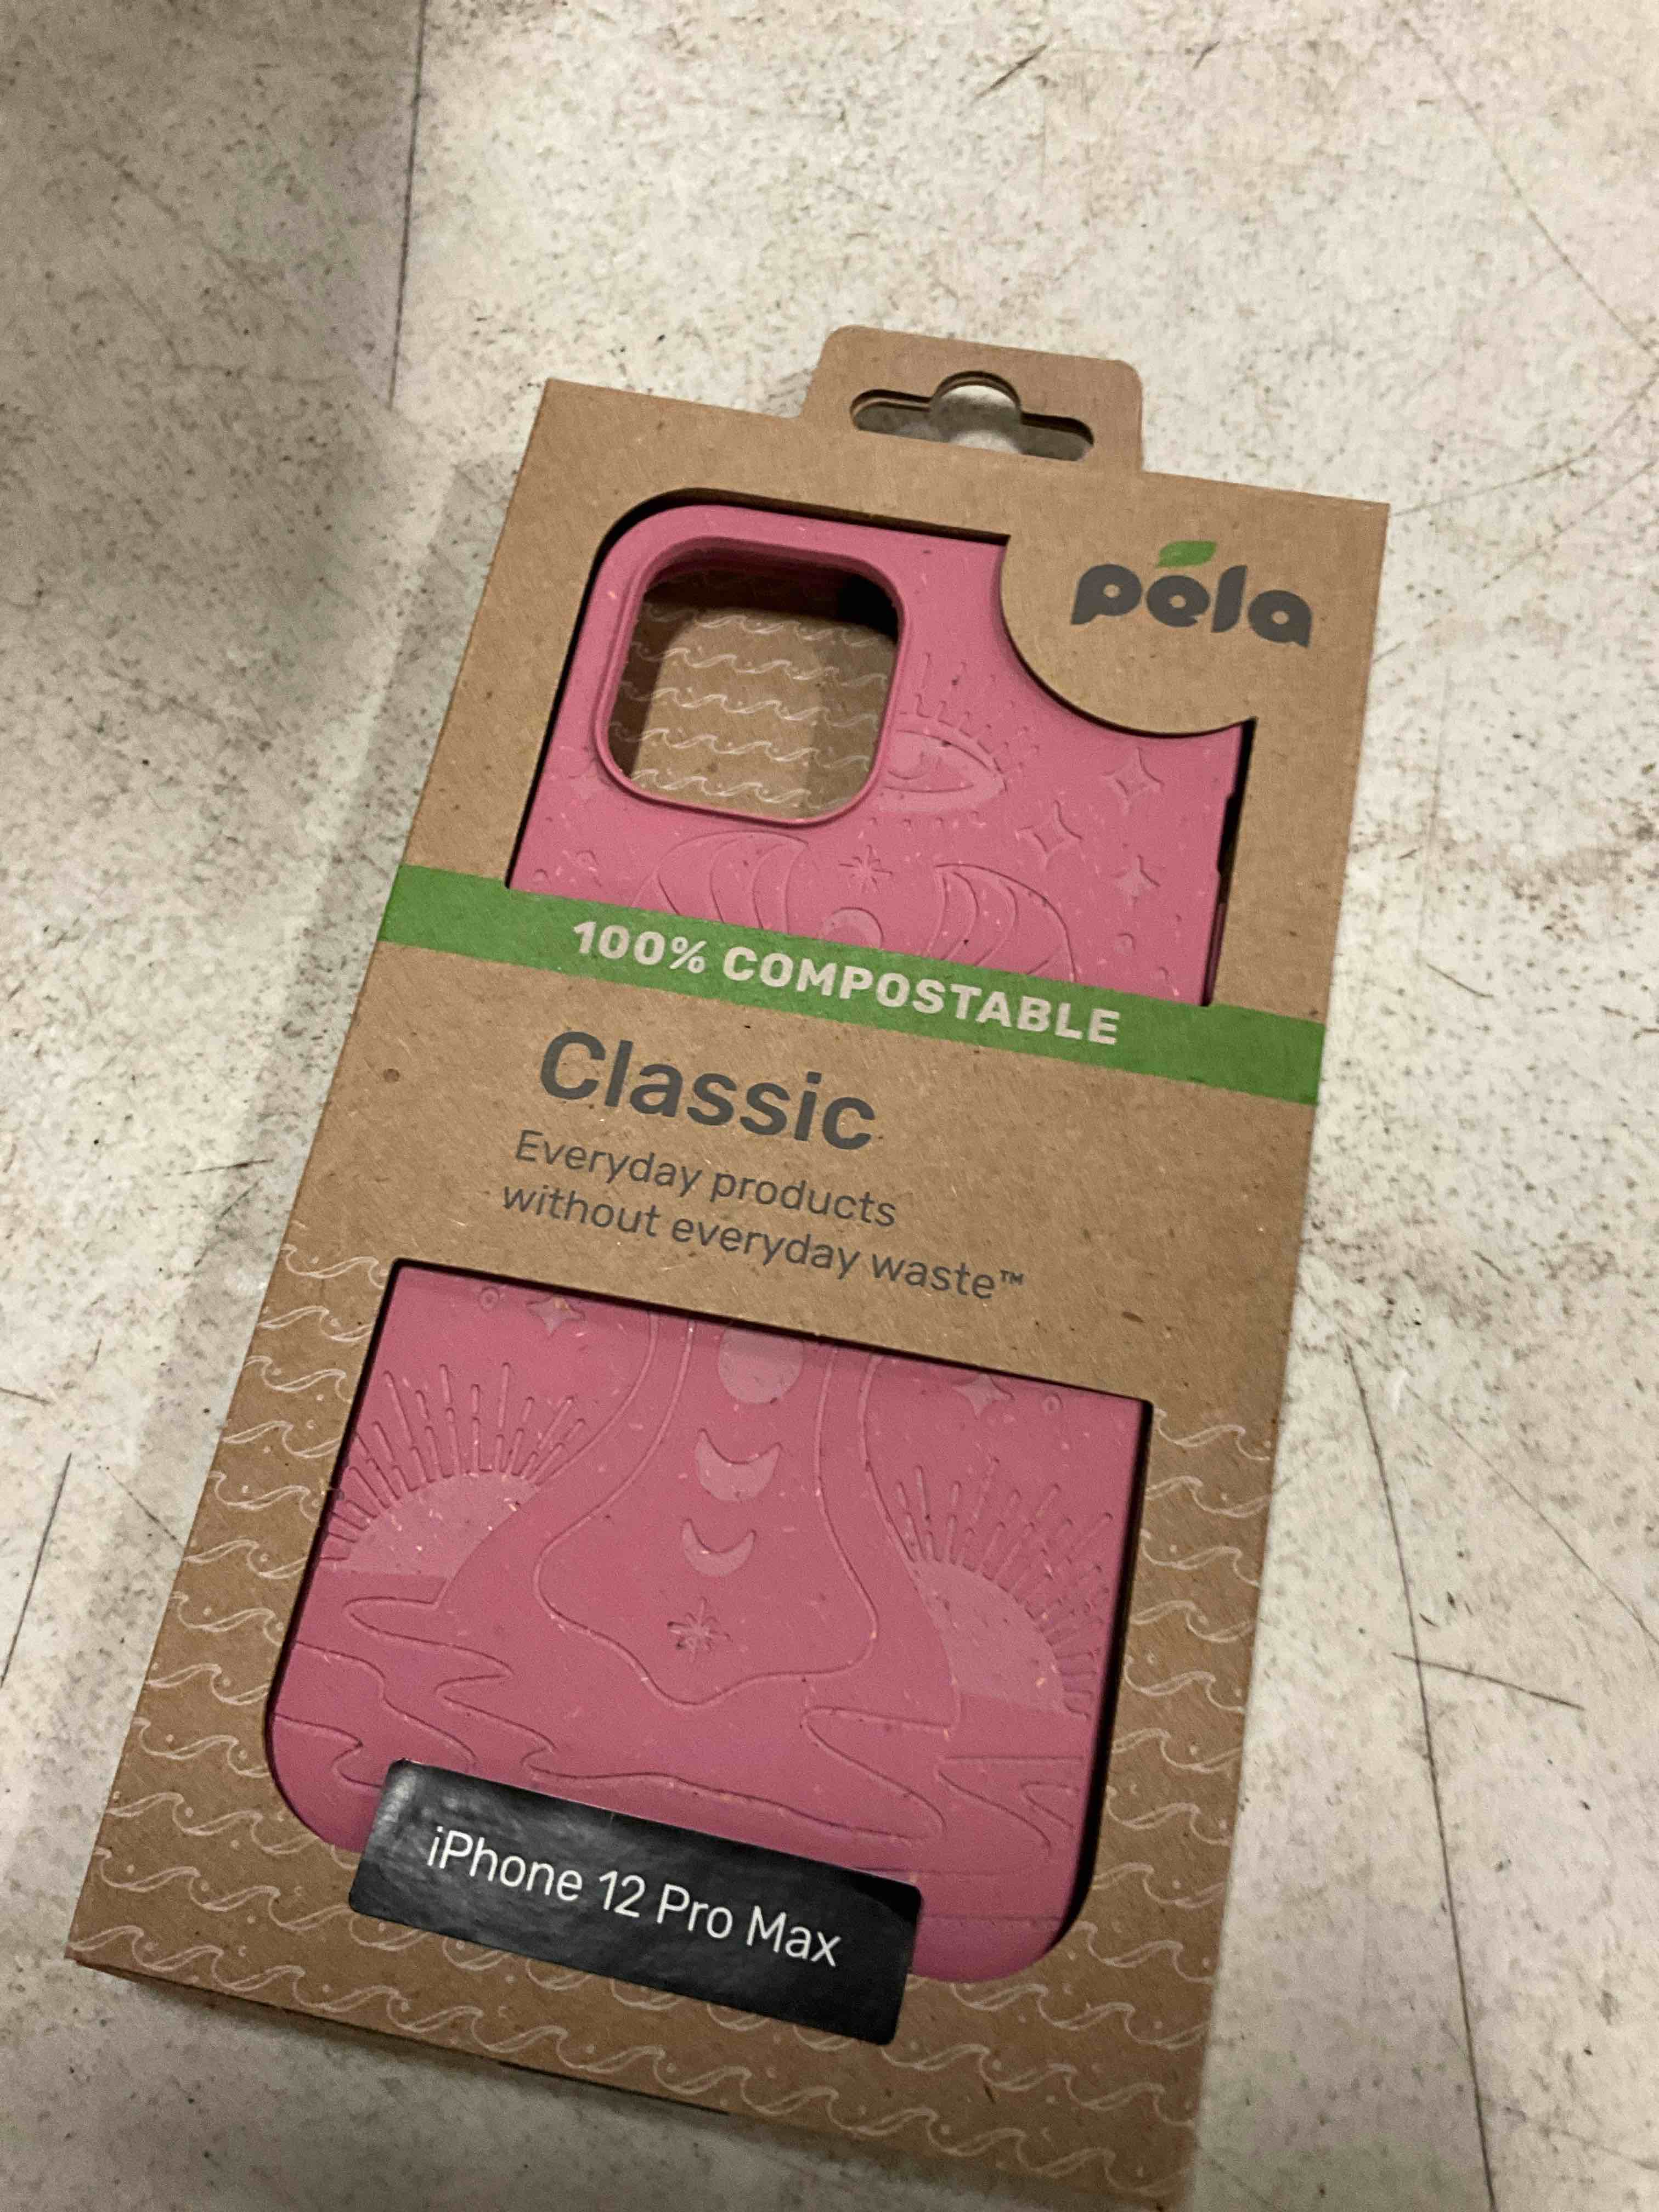 pela
100% COMPOSTABLE
Classic
Everyday products
without everyday waste™
iPhone 12 Pro Max